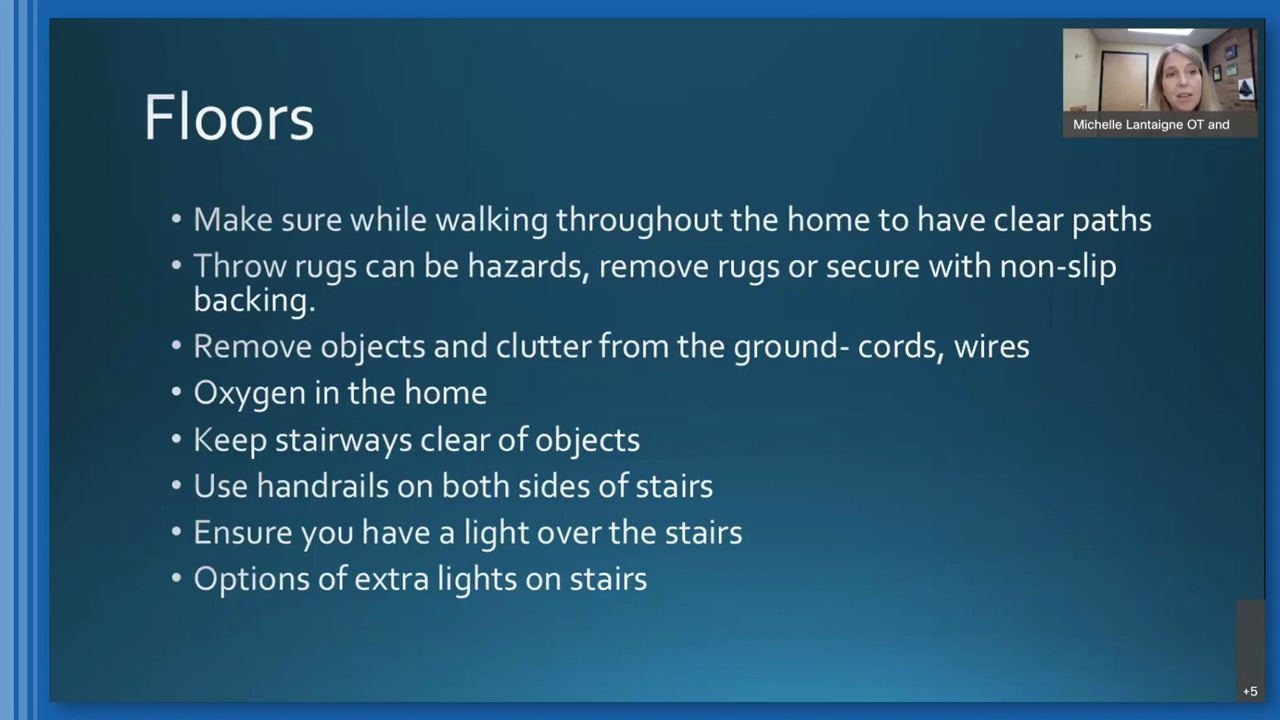 Floors
Michelle Lantaigne OT and
• Make sure while walking throughout the home to have clear paths
• Throw rugs can be hazards, remove rugs or secure with non-slip
backing.
• Remove objects and clutter from the ground- cords, wires
• Oxygen in the home
• Keep stairways clear of objects
• Use handrails on both sides of stairs
• Ensure you have a light over the stairs
• Options of extra lights on stairs
+5